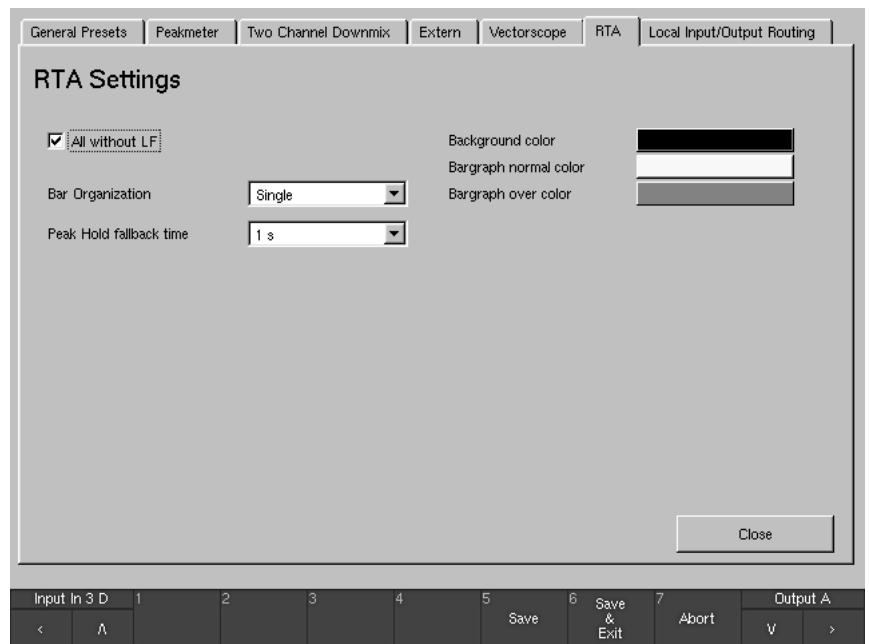 General Presets Peakmeter Two Channel Downmix Extern Vectorscope RTA Local Input/Output Routing
RTA Settings
All without LF
Background color
Bargraph normal color
Bar Organization Single
Bargraph over color
Peak Hold fallback time 1 s
Close
Input In 3 D 1 2 3 4 5 6 7 Output A
< Λ Save Save & Exit Abort V >